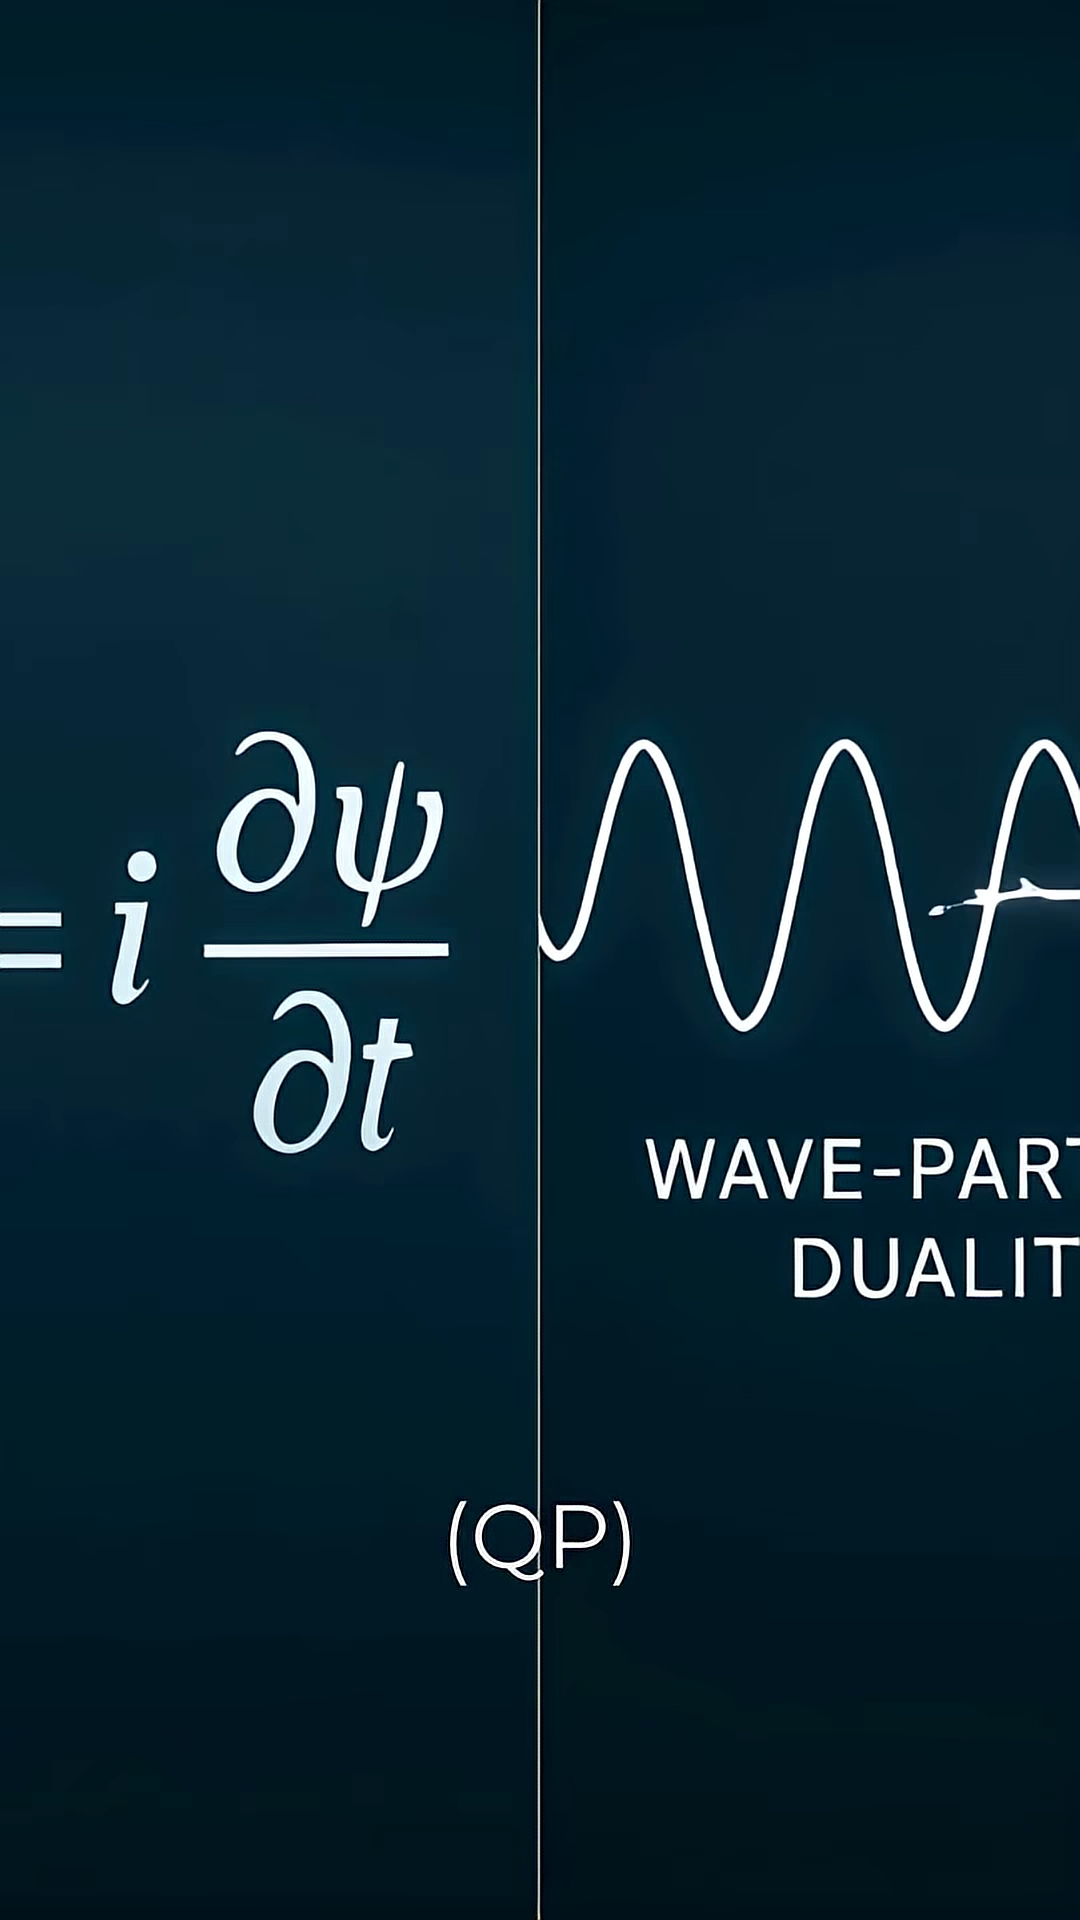 = i ∂ψ
∂t
WAVE-PART
DUALIT
(QP)